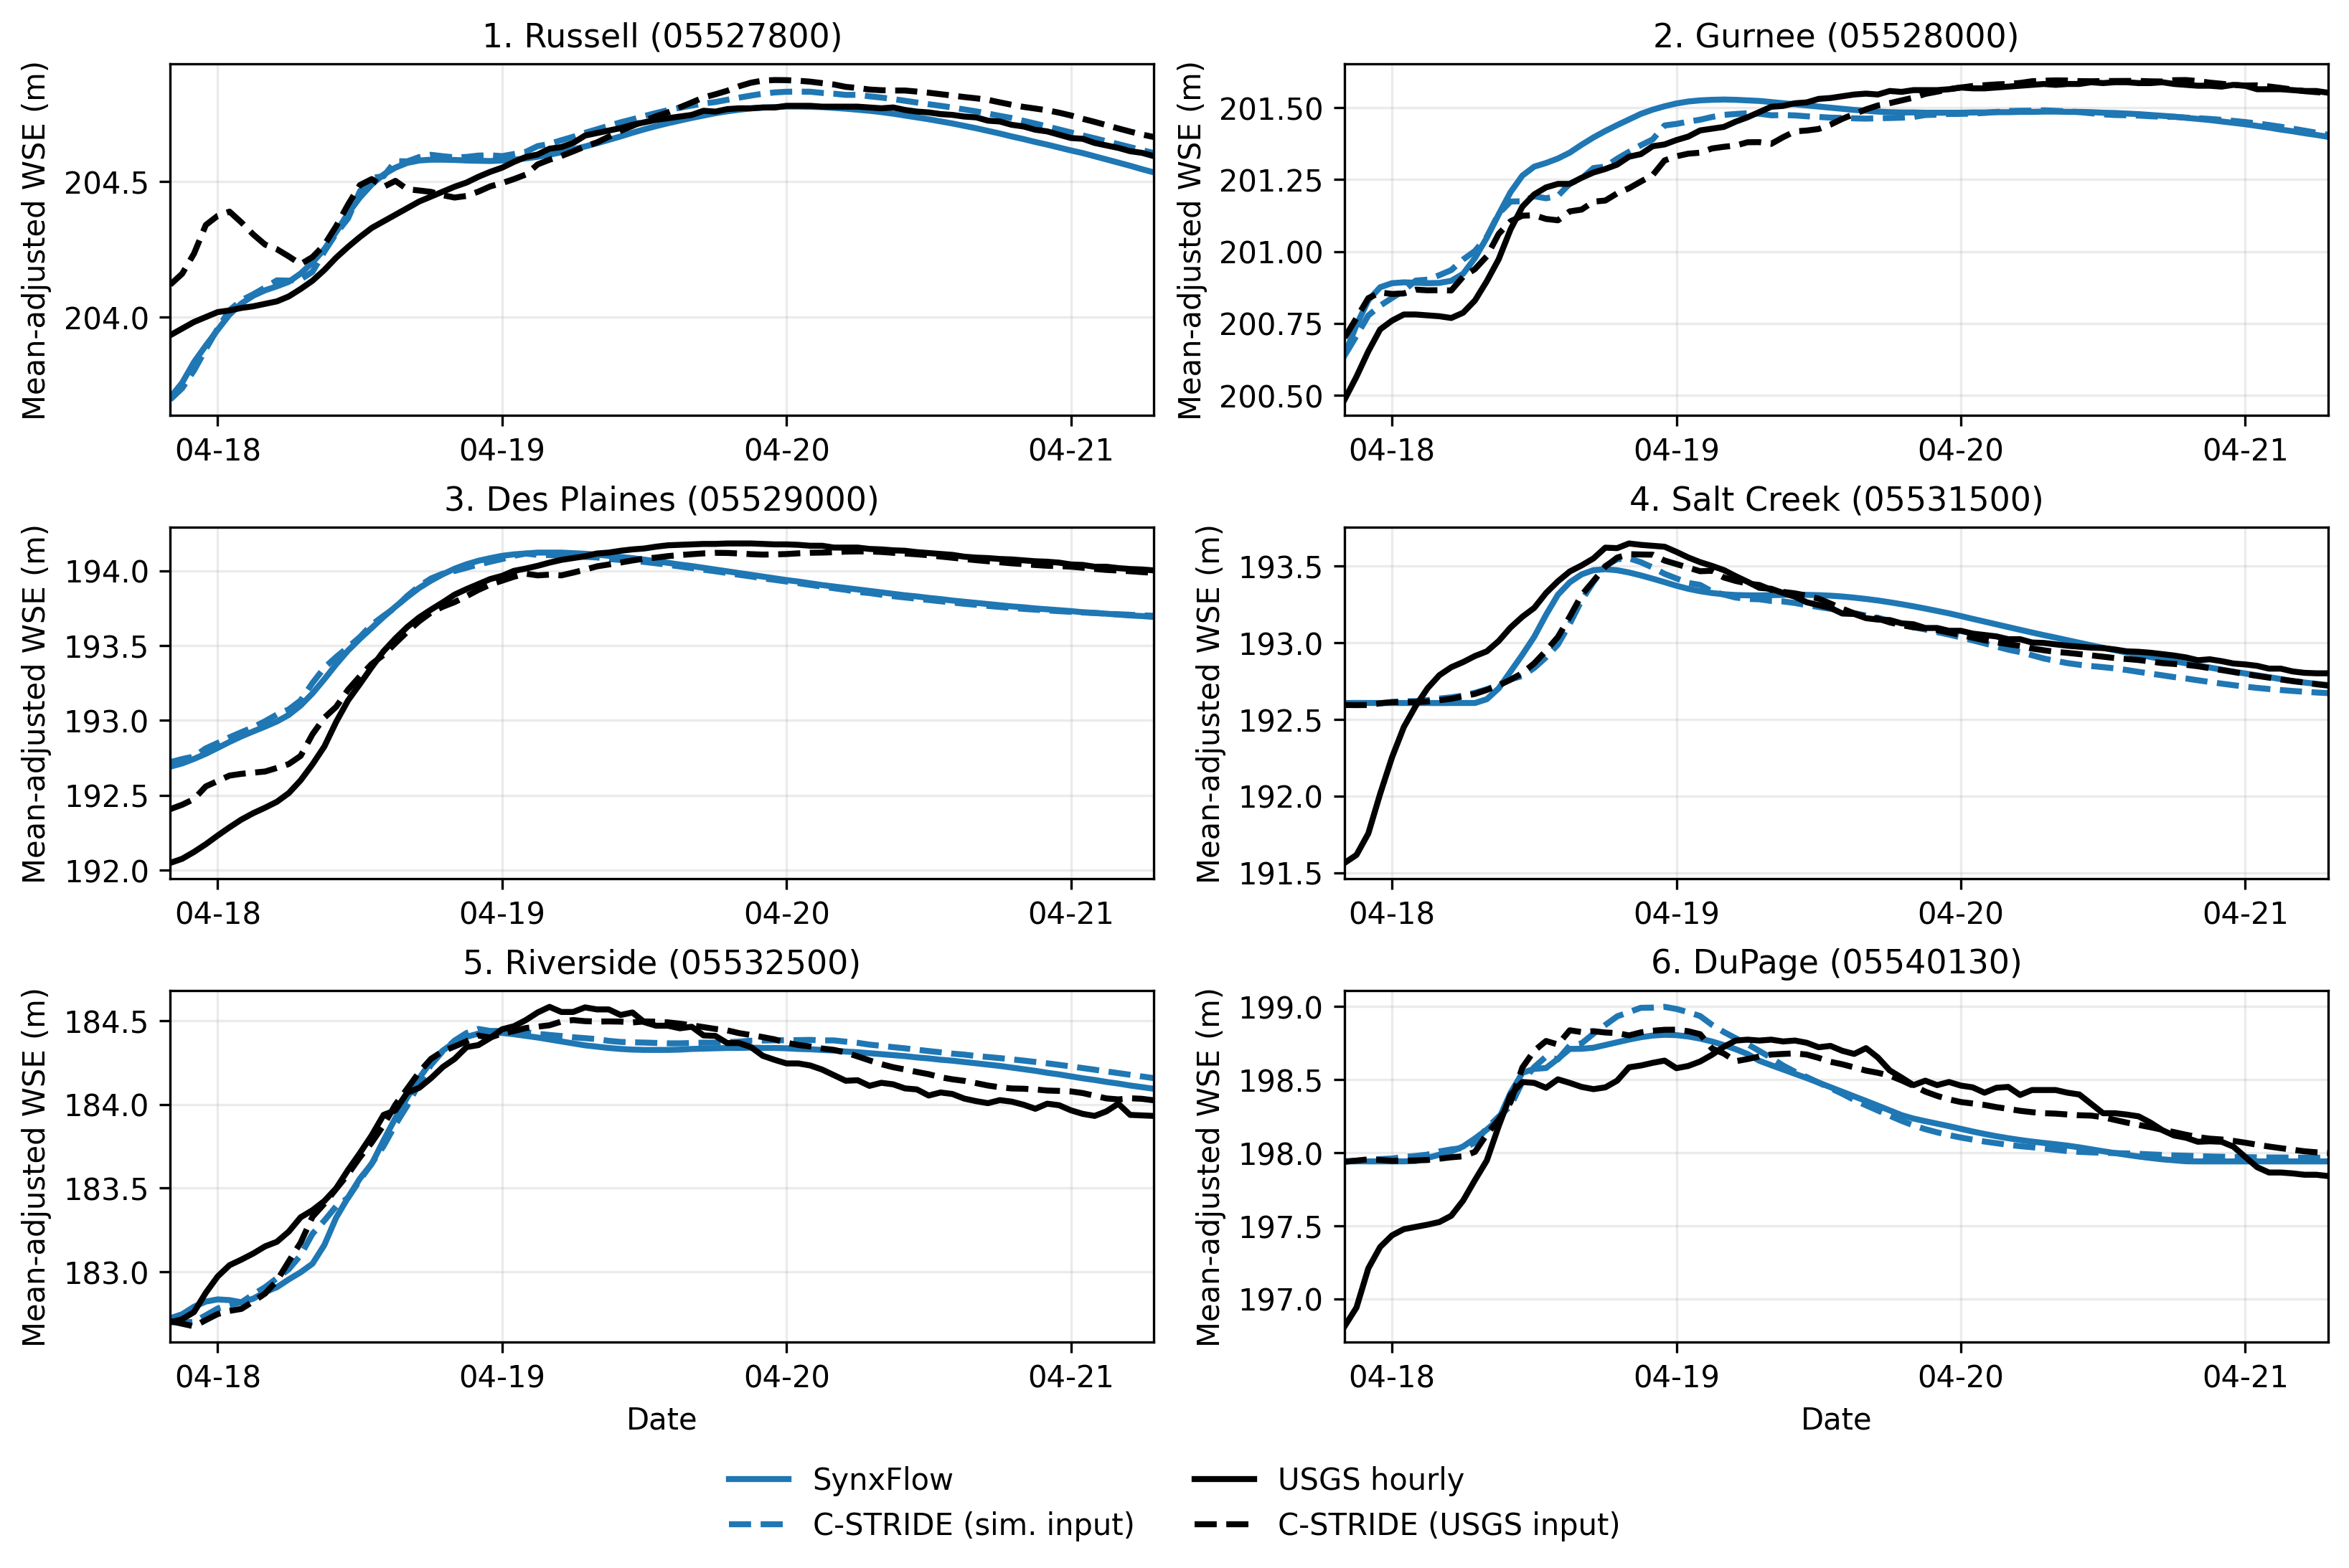 1. Russell (05527800)
Mean-adjusted WSE (m)
204.5
204.0
04-18 04-19 04-20 04-21
2. Gurnee (05528000)
Mean-adjusted WSE (m)
201.50
201.25
201.00
200.75
200.50
04-18 04-19 04-20 04-21
3. Des Plaines (05529000)
Mean-adjusted WSE (m)
194.0
193.5
193.0
192.5
192.0
04-18 04-19 04-20 04-21
4. Salt Creek (05531500)
Mean-adjusted WSE (m)
193.5
193.0
192.5
192.0
191.5
04-18 04-19 04-20 04-21
5. Riverside (05532500)
Mean-adjusted WSE (m)
184.5
184.0
183.5
183.0
04-18 04-19 04-20 04-21
Date
6. DuPage (05540130)
Mean-adjusted WSE (m)
199.0
198.5
198.0
197.5
197.0
04-18 04-19 04-20 04-21
Date
SynxFlow
C-STRIDE (sim. input)
USGS hourly
C-STRIDE (USGS input)